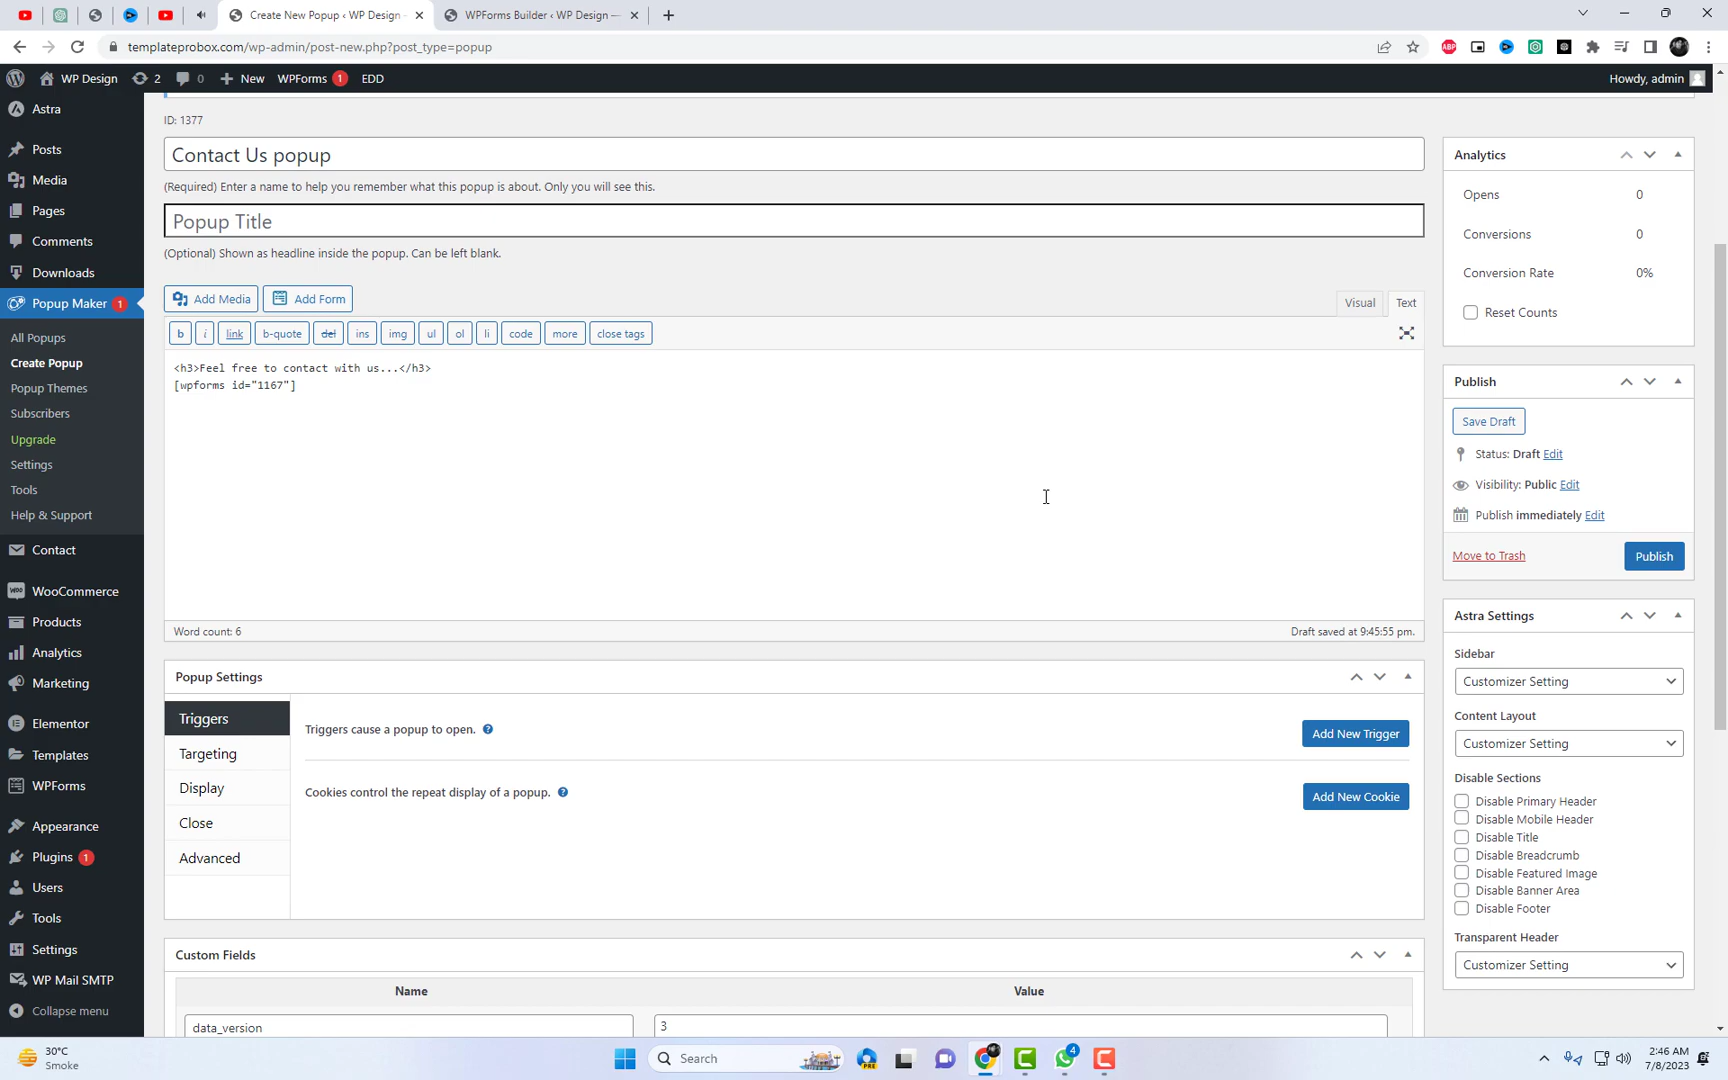 Create New Popup ‹ WP Design -
WPForms Builder ‹ WP Design —
templateprobox.com/wp-admin/post-new.php?post_type=popup
WP Design
2
0
New
WPForms 1
EDD
Howdy, admin
Astra
Posts
Media
Pages
Comments
Downloads
Popup Maker 1
All Popups
Create Popup
Popup Themes
Subscribers
Upgrade
Settings
Tools
Help & Support
Contact
WooCommerce
Products
Analytics
Marketing
Elementor
Templates
WPForms
Appearance
Plugins 1
Users
Tools
Settings
WP Mail SMTP
Collapse menu
ID: 1377
Contact Us popup
(Required) Enter a name to help you remember what this popup is about. Only you will see this.
Popup Title
(Optional) Shown as headline inside the popup. Can be left blank.
Add Media
Add Form
Visual
Text
b
i
link
b-quote
del
ins
img
ul
ol
li
code
more
close tags
<h3>Feel free to contact with us...</h3>
[wpforms id="1167"]
Word count: 6
Draft saved at 9:45:55 pm.
Popup Settings
Triggers
Targeting
Display
Close
Advanced
Triggers cause a popup to open.
Add New Trigger
Cookies control the repeat display of a popup.
Add New Cookie
Custom Fields
Name
Value
data_version
3
Analytics
Opens 0
Conversions 0
Conversion Rate 0%
Reset Counts
Publish
Save Draft
Status: Draft Edit
Visibility: Public Edit
Publish immediately Edit
Move to Trash
Publish
Astra Settings
Sidebar
Customizer Setting
Content Layout
Customizer Setting
Disable Sections
Disable Primary Header
Disable Mobile Header
Disable Title
Disable Breadcrumb
Disable Featured Image
Disable Banner Area
Disable Footer
Transparent Header
Customizer Setting
30°C
Smoke
Search
PRE
4
2:46 AM
7/8/2023